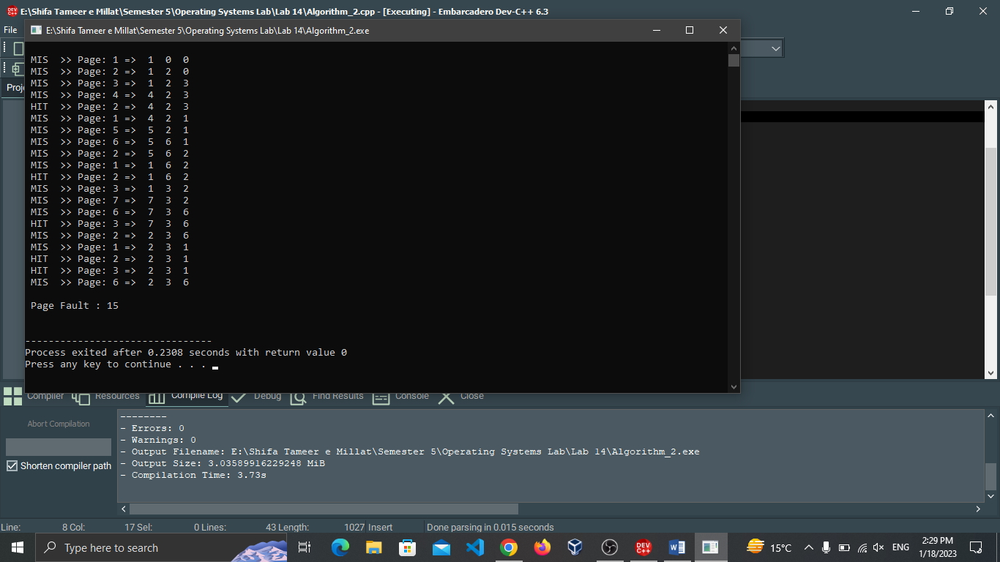 E:\Shifa Tameer e Millat\Semester 5\Operating Systems Lab\Lab 14\Algorithm_2.cpp - [Executing] - Embarcadero Dev-C++ 6.3
File
E:\Shifa Tameer e Millat\Semester 5\Operating Systems Lab\Lab 14\Algorithm_2.exe
MIS >> Page: 1 => 1 0 0
MIS >> Page: 2 => 1 2 0
MIS >> Page: 3 => 1 2 3
MIS >> Page: 4 => 4 2 3
HIT >> Page: 2 => 4 2 3
MIS >> Page: 1 => 4 2 1
MIS >> Page: 5 => 5 2 1
MIS >> Page: 6 => 5 6 1
MIS >> Page: 2 => 5 6 2
MIS >> Page: 1 => 1 6 2
HIT >> Page: 2 => 1 6 2
MIS >> Page: 3 => 1 3 2
MIS >> Page: 7 => 7 3 2
MIS >> Page: 6 => 7 3 6
HIT >> Page: 3 => 7 3 6
MIS >> Page: 2 => 2 3 6
MIS >> Page: 1 => 2 3 1
HIT >> Page: 2 => 2 3 1
HIT >> Page: 3 => 2 3 1
MIS >> Page: 6 => 2 3 6
Page Fault : 15
--------------------------------
Process exited after 0.2308 seconds with return value 0
Press any key to continue . . .
Proj
Compiler Resources Compile Log Debug Find Results Console Close
Abort Compilation
Shorten compiler path
--------
- Errors: 0
- Warnings: 0
- Output Filename: E:\Shifa Tameer e Millat\Semester 5\Operating Systems Lab\Lab 14\Algorithm_2.exe
- Output Size: 3.03589916229248 MiB
- Compilation Time: 3.73s
Line: 8 Col: 17 Sel: 0 Lines: 43 Length: 1027 Insert Done parsing in 0.015 seconds
Type here to search
DEV C++
15°C
ENG
2:29 PM
1/18/2023